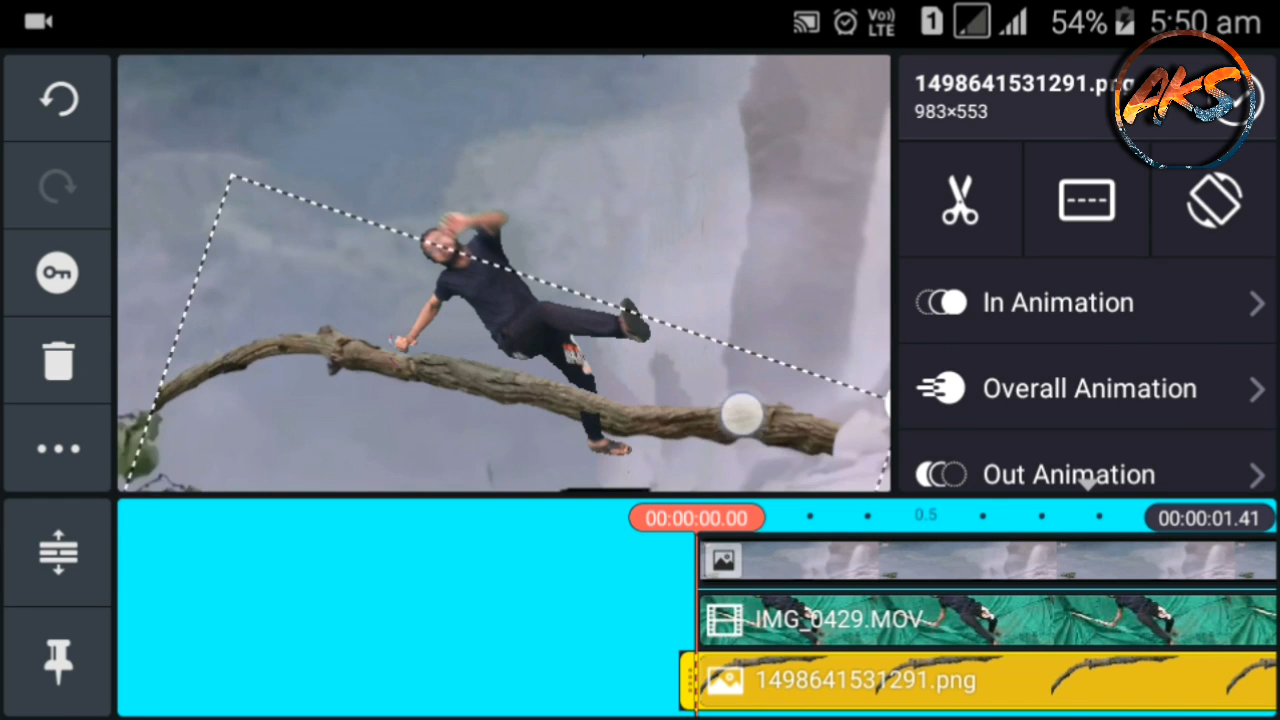 Vo)) LTE 1 54% 5:50 am
1498641531291.png
983×553
AKS
In Animation
Overall Animation
Out Animation
00:00:00.00 0.5 00:00:01.41
IMG_0429.MOV
1498641531291.png